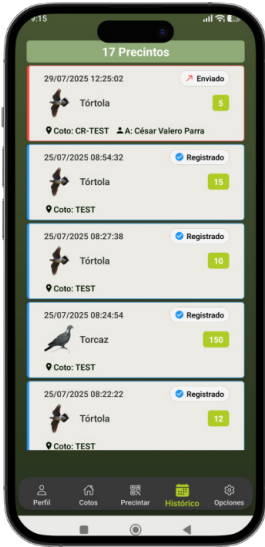 9:15
17 Precintos
29/07/2025 12:25:02
Enviado
Tórtola
5
Coto: CR-TEST A: César Valero Parra
25/07/2025 08:54:32
Registrado
Tórtola
15
Coto: TEST
25/07/2025 08:27:38
Registrado
Tórtola
10
Coto: TEST
25/07/2025 08:24:54
Registrado
Torcaz
150
Coto: TEST
25/07/2025 08:22:22
Registrado
Tórtola
12
Coto: TEST
Perfil Cotos Precintar Histórico Opciones